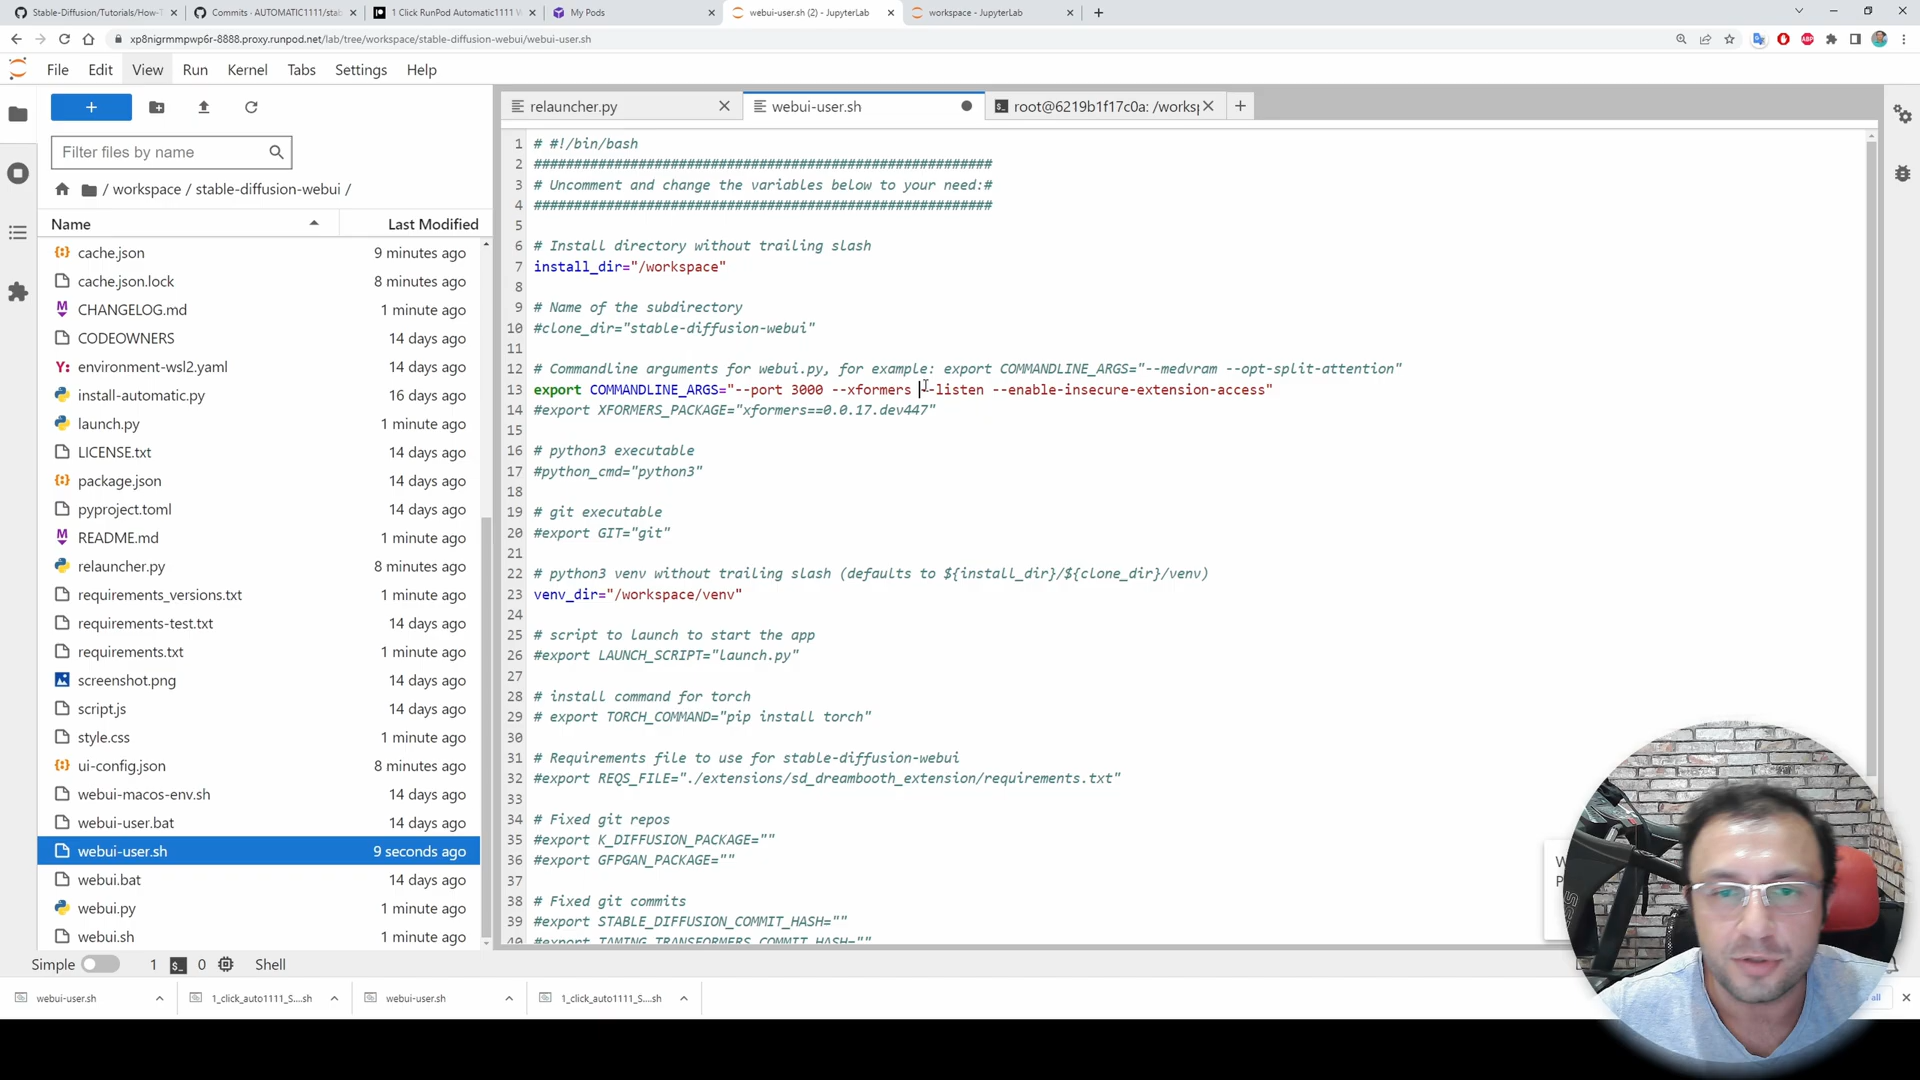 Stable-Diffusion/Tutorials/How-T
Commits · AUTOMATIC1111/stab
1 Click RunPod Automatic1111 W
My Pods
webui-user.sh (2) - JupyterLab
workspace - JupyterLab
xp8nigrmmpwp6r-8888.proxy.runpod.net/lab/tree/workspace/stable-diffusion-webui/webui-user.sh
File Edit View Run Kernel Tabs Settings Help
relauncher.py
webui-user.sh
root@6219b1f17c0a: /works
Filter files by name
/ workspace / stable-diffusion-webui /
Name Last Modified
cache.json 9 minutes ago
cache.json.lock 8 minutes ago
CHANGELOG.md 1 minute ago
CODEOWNERS 14 days ago
environment-wsl2.yaml 14 days ago
install-automatic.py 16 days ago
launch.py 1 minute ago
LICENSE.txt 14 days ago
package.json 14 days ago
pyproject.toml 14 days ago
README.md 1 minute ago
relauncher.py 8 minutes ago
requirements_versions.txt 1 minute ago
requirements-test.txt 14 days ago
requirements.txt 1 minute ago
screenshot.png 14 days ago
script.js 14 days ago
style.css 1 minute ago
ui-config.json 8 minutes ago
webui-macos-env.sh 14 days ago
webui-user.bat 14 days ago
webui-user.sh 9 seconds ago
webui.bat 14 days ago
webui.py 1 minute ago
webui.sh 1 minute ago
1 # #!/bin/bash
2 #########################################################
3 # Uncomment and change the variables below to your need:#
4 #########################################################
5
6 # Install directory without trailing slash
7 install_dir="/workspace"
8
9 # Name of the subdirectory
10 #clone_dir="stable-diffusion-webui"
11
12 # Commandline arguments for webui.py, for example: export COMMANDLINE_ARGS="--medvram --opt-split-attention"
13 export COMMANDLINE_ARGS="--port 3000 --xformers --listen --enable-insecure-extension-access"
14 #export XFORMERS_PACKAGE="xformers==0.0.17.dev447"
15
16 # python3 executable
17 #python_cmd="python3"
18
19 # git executable
20 #export GIT="git"
21
22 # python3 venv without trailing slash (defaults to ${install_dir}/${clone_dir}/venv)
23 venv_dir="/workspace/venv"
24
25 # script to launch to start the app
26 #export LAUNCH_SCRIPT="launch.py"
27
28 # install command for torch
29 # export TORCH_COMMAND="pip install torch"
30
31 # Requirements file to use for stable-diffusion-webui
32 #export REQS_FILE="./extensions/sd_dreambooth_extension/requirements.txt"
33
34 # Fixed git repos
35 #export K_DIFFUSION_PACKAGE=""
36 #export GFPGAN_PACKAGE=""
37
38 # Fixed git commits
39 #export STABLE_DIFFUSION_COMMIT_HASH=""
40 #export TAMING_TRANSFORMERS_COMMIT_HASH=""
Simple 1 0 Shell
webui-user.sh
1_click_auto1111_S....sh
webui-user.sh
1_click_auto1111_S....sh
all